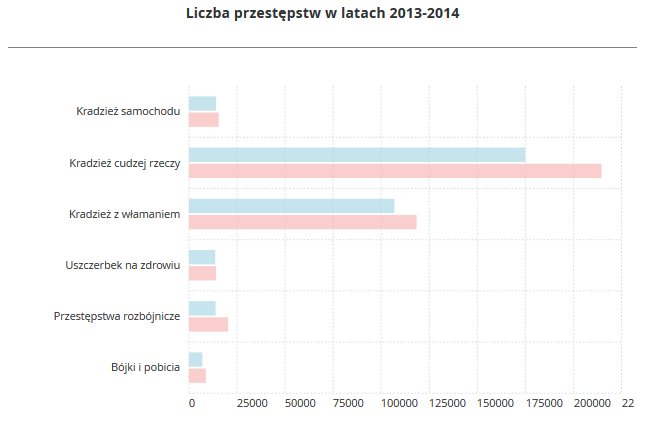 Liczba przestępstw w latach 2013-2014
Kradzież samochodu
Kradzież cudzej rzeczy
Kradzież z włamaniem
Uszczerbek na zdrowiu
Przestępstwa rozbójnicze
Bójki i pobicia
0 25000 50000 75000 100000 125000 150000 175000 200000 22